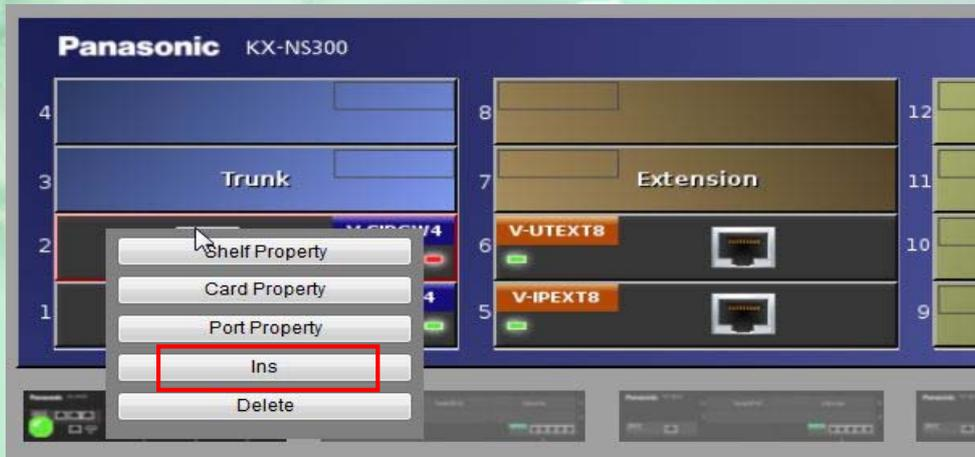 Panasonic KX-NS300
4
8
12
3
Trunk
7
Extension
11
2
V-SIPGW4
6
V-UTEXT8
10
Shelf Property
Card Property
1
4
5
V-IPEXT8
9
Port Property
Ins
Delete